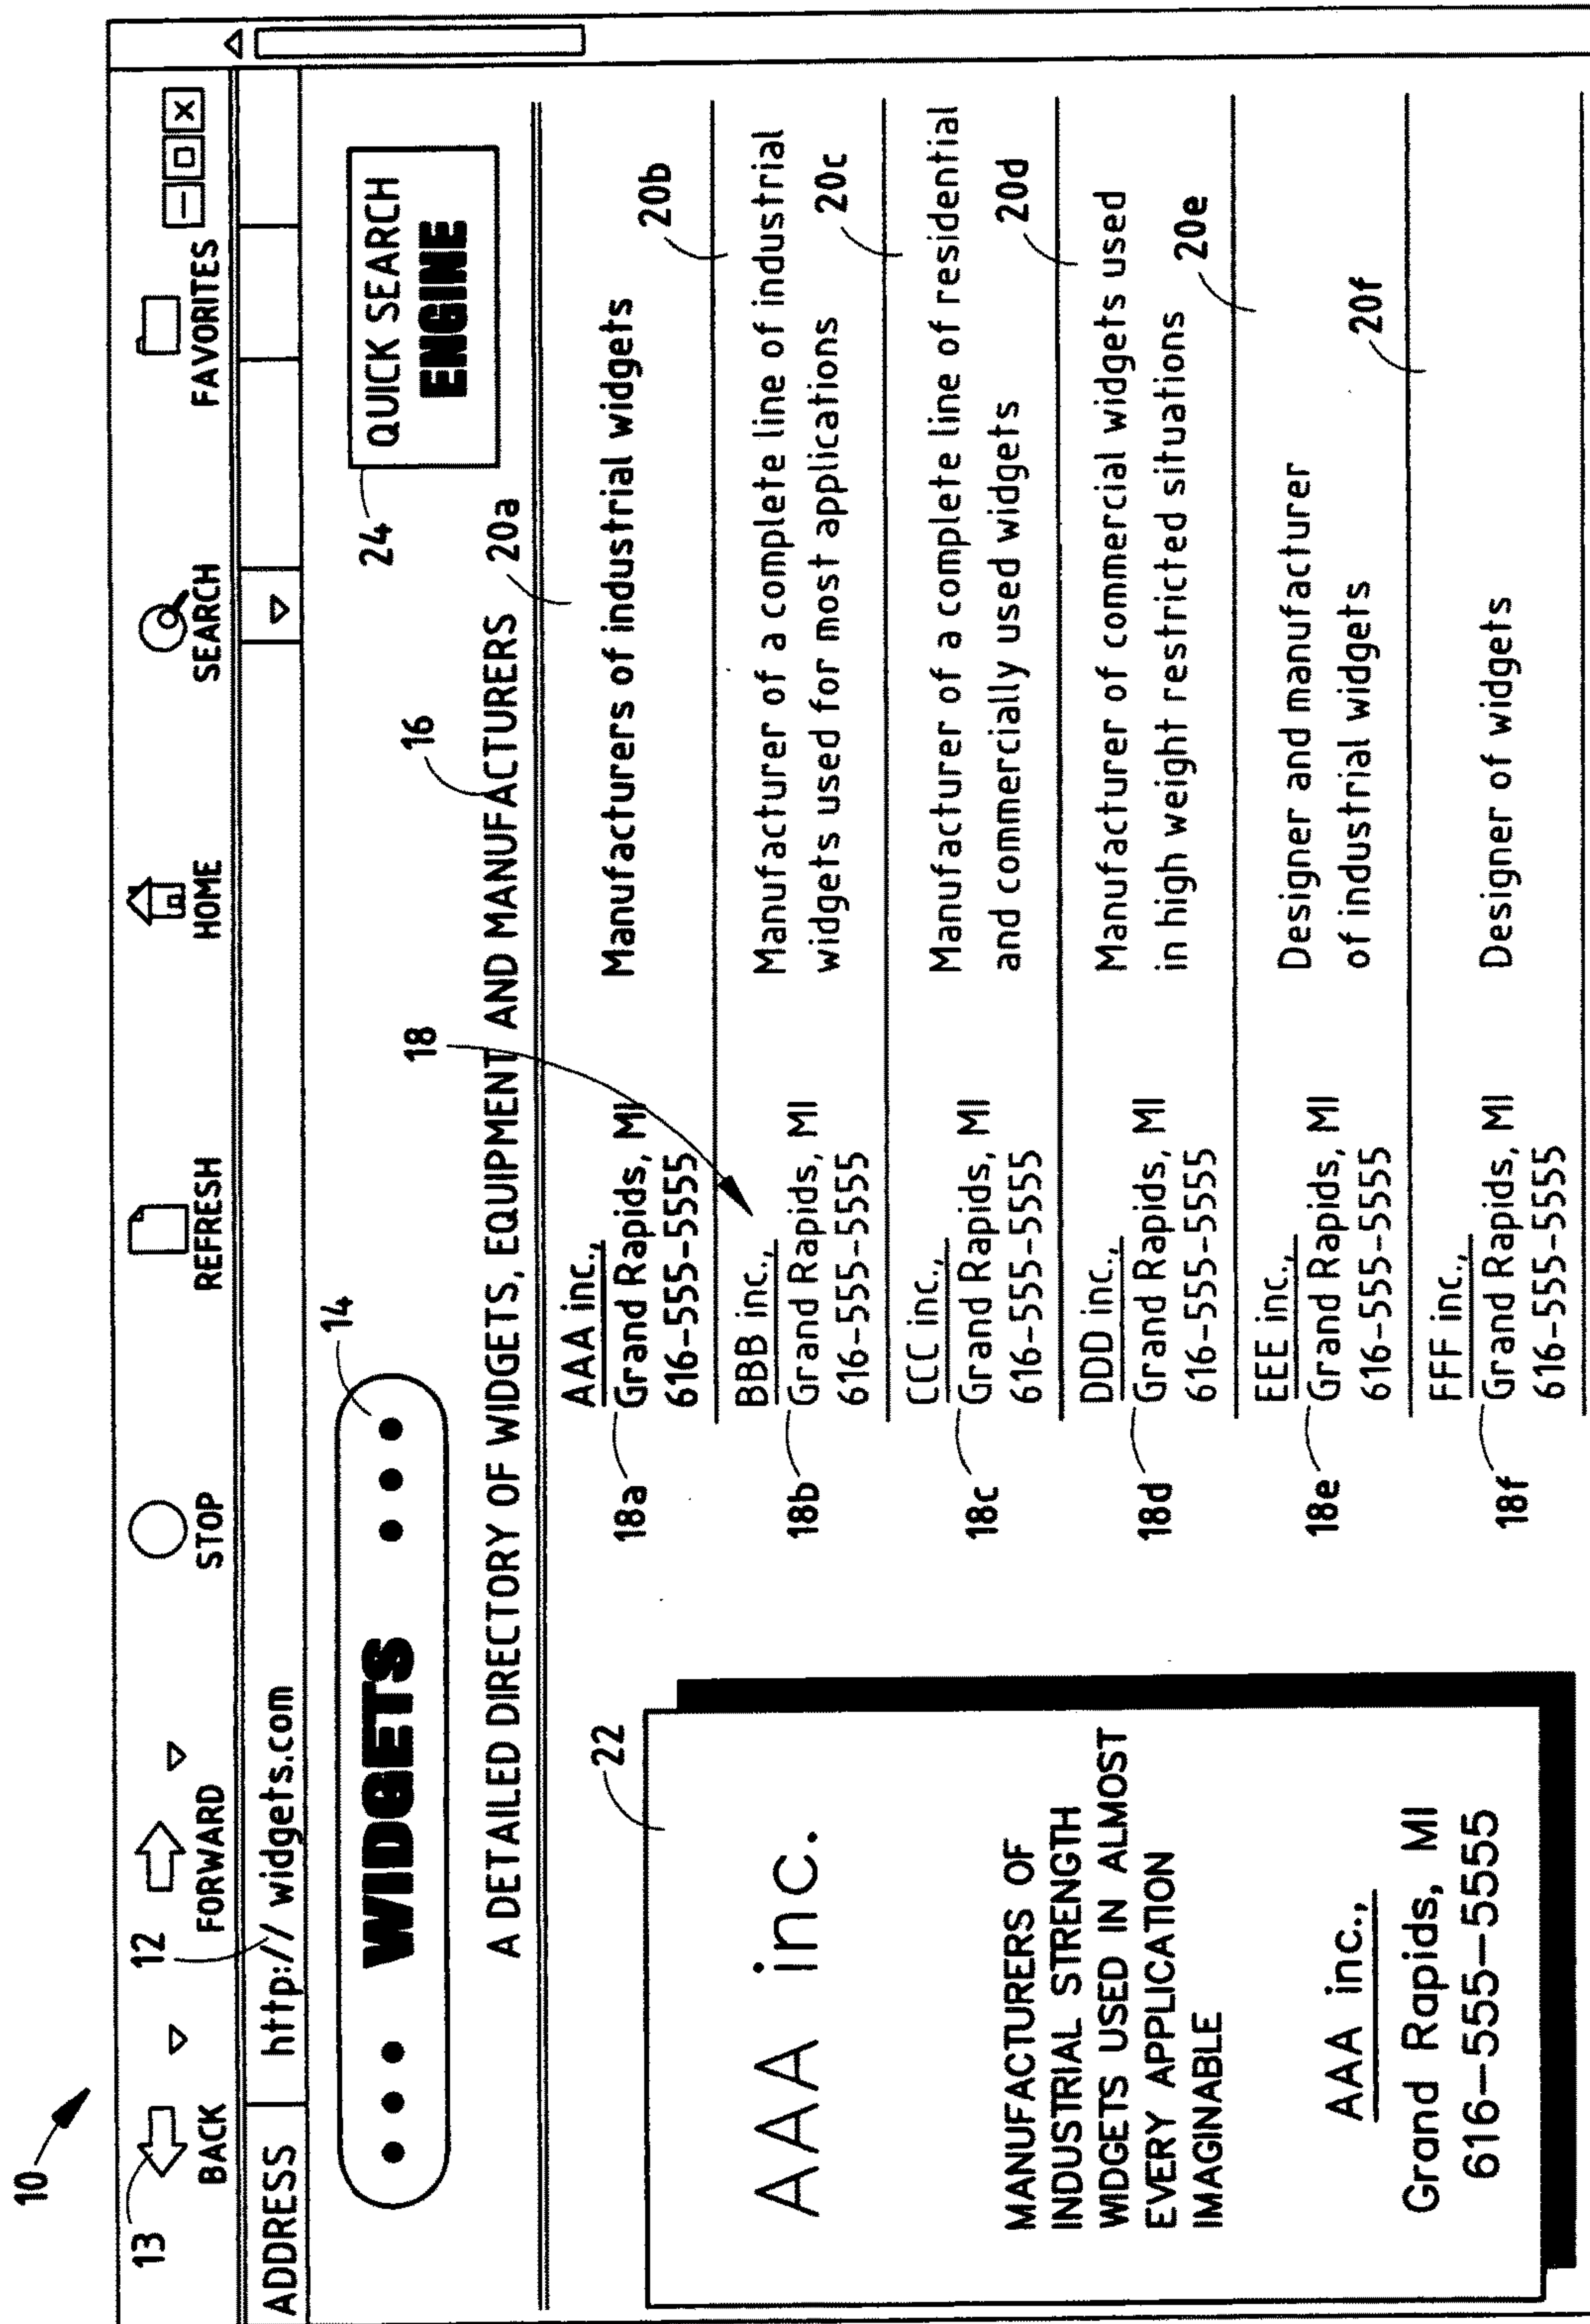 10
13
BACK
12
FORWARD
STOP
REFRESH
HOME
SEARCH
FAVORITES
X
ADDRESS
http:// widgets.com
WIDGETS
14
24
QUICK SEARCH
ENGINE
16
18
A DETAILED DIRECTORY OF WIDGETS, EQUIPMENT AND MANUFACTURERS
20a
22
AAA inc.
MANUFACTURERS OF
INDUSTRIAL STRENGTH
WIDGETS USED IN ALMOST
EVERY APPLICATION
IMAGINABLE
AAA inc.,
Grand Rapids, MI
616-555-5555
18a
AAA inc.,
Grand Rapids, MI
616-555-5555
Manufacturers of industrial widgets
20b
18b
BBB inc.,
Grand Rapids, MI
616-555-5555
Manufacturer of a complete line of industrial
widgets used for most applications
20c
18c
CCC inc.,
Grand Rapids, MI
616-555-5555
Manufacturer of a complete line of residential
and commercially used widgets
20d
18d
DDD inc.,
Grand Rapids, MI
616-555-5555
Manufacturer of commercial widgets used
in high weight restricted situations
20e
18e
EEE inc.,
Grand Rapids, MI
616-555-5555
Designer and manufacturer
of industrial widgets
20f
18f
FFF inc.,
Grand Rapids, MI
616-555-5555
Designer of widgets